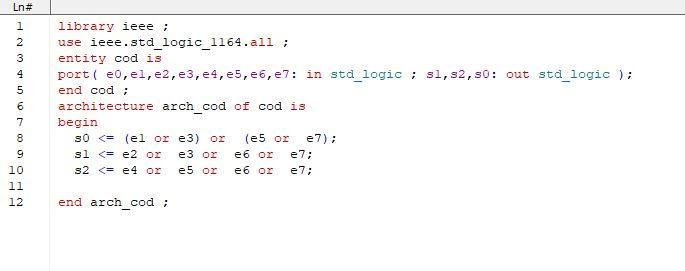 Ln#
1 library ieee ;
2 use ieee.std_logic_1164.all ;
3 entity cod is
4 port( e0,e1,e2,e3,e4,e5,e6,e7: in std_logic ; s1,s2,s0: out std_logic );
5 end cod ;
6 architecture arch_cod of cod is
7 begin
8 s0 <= (e1 or e3) or (e5 or e7);
9 s1 <= e2 or e3 or e6 or e7;
10 s2 <= e4 or e5 or e6 or e7;
11
12 end arch_cod ;